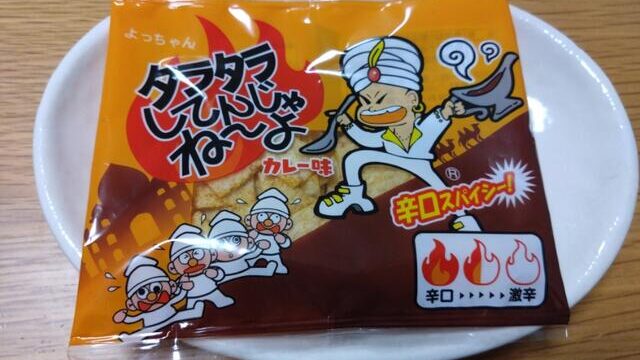 よっちゃん
タラタラ
してんじゃ
ね〜よ
カレー味
辛口スパイシー!
辛口 ▸▸▸▸▸ 激辛